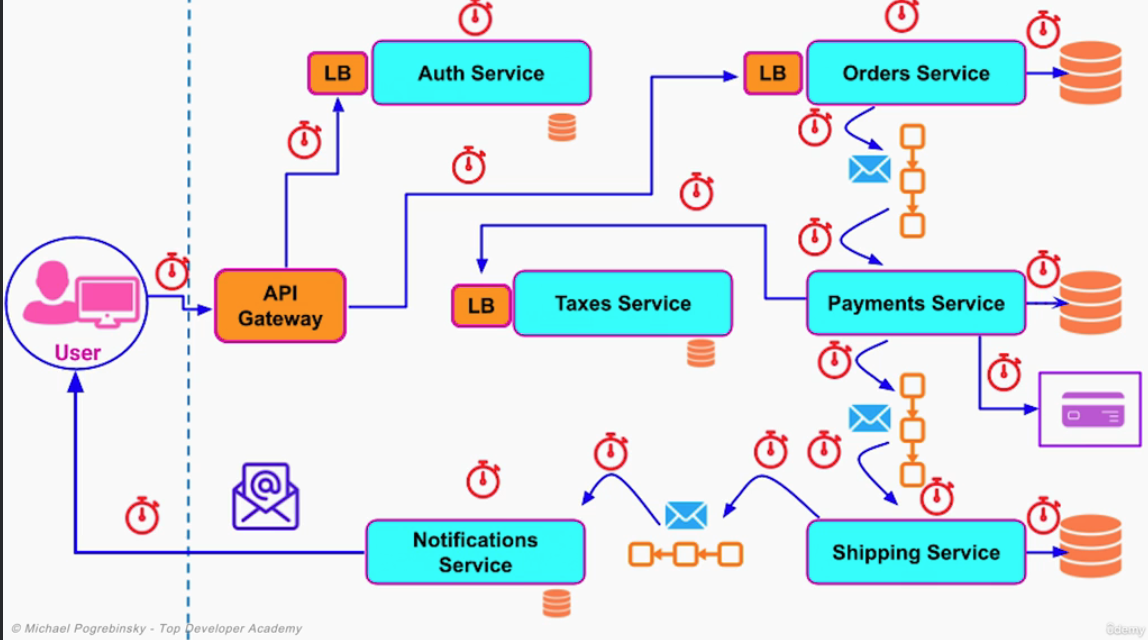 LB
Auth Service
LB
Orders Service
API
Gateway
User
LB
Taxes Service
Payments Service
@
Notifications
Service
Shipping Service
© Michael Pogrebinsky - Top Developer Academy
ûdemy